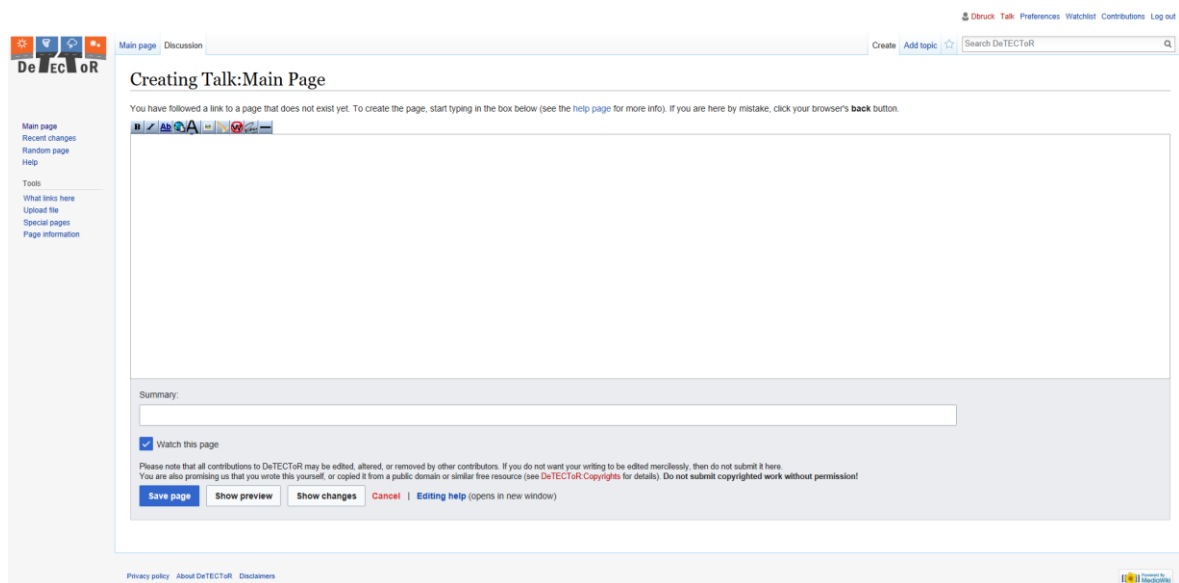 Dbruck Talk Preferences Watchlist Contributions Log out
DeTECToR
Main page Discussion
Create Add topic
Search DeTECToR
Creating Talk:Main Page
You have followed a link to a page that does not exist yet. To create the page, start typing in the box below (see the help page for more info). If you are here by mistake, click your browser's back button.
Main page
Recent changes
Random page
Help
Tools
What links here
Upload file
Special pages
Page information
B I Ab A
Summary:
Watch this page
Please note that all contributions to DeTECToR may be edited, altered, or removed by other contributors. If you do not want your writing to be edited mercilessly, then do not submit it here.
You are also promising us that you wrote this yourself, or copied it from a public domain or similar free resource (see DeTECToR:Copyrights for details). Do not submit copyrighted work without permission!
Save page Show preview Show changes Cancel | Editing help (opens in new window)
Privacy policy About DeTECToR Disclaimers
Powered By
MediaWiki